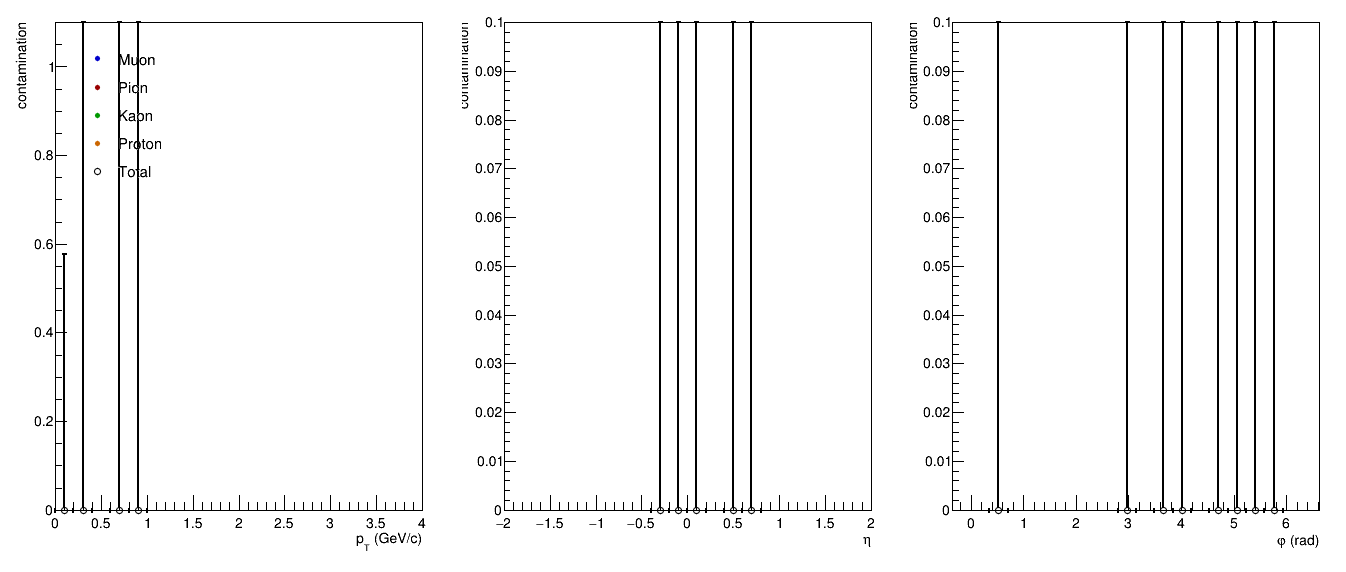 contamination
1
0.8
0.6
0.4
0.2
0
Muon
Pion
Kaon
Proton
Total
0 0.5 1 1.5 2 2.5 3 3.5 4
p_T (GeV/c)
contamination
0.1
0.09
0.08
0.07
0.06
0.05
0.04
0.03
0.02
0.01
0
−2 −1.5 −1 −0.5 0 0.5 1 1.5 2
η
contamination
0.1
0.09
0.08
0.07
0.06
0.05
0.04
0.03
0.02
0.01
0
0 1 2 3 4 5 6
φ (rad)